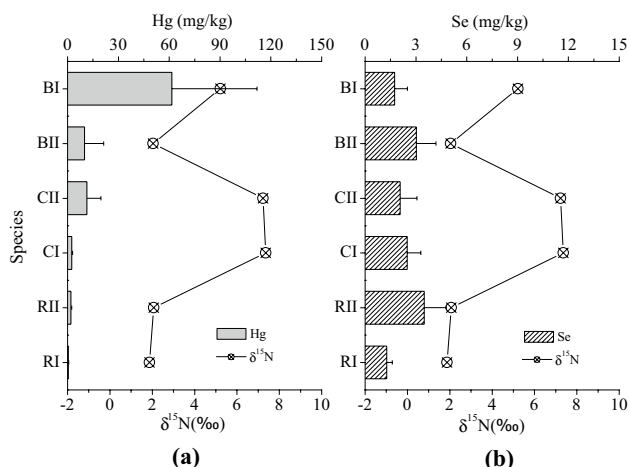 Hg (mg/kg)
0 30 60 90 120 150
Se (mg/kg)
0 3 6 9 12 15
Species
BI
BII
CII
CI
RII
RI
Hg
δ¹⁵N
-2 0 2 4 6 8 10
δ¹⁵N(‰)
(a)
BI
BII
CII
CI
RII
RI
Se
δ¹⁵N
-2 0 2 4 6 8 10
δ¹⁵N(‰)
(b)